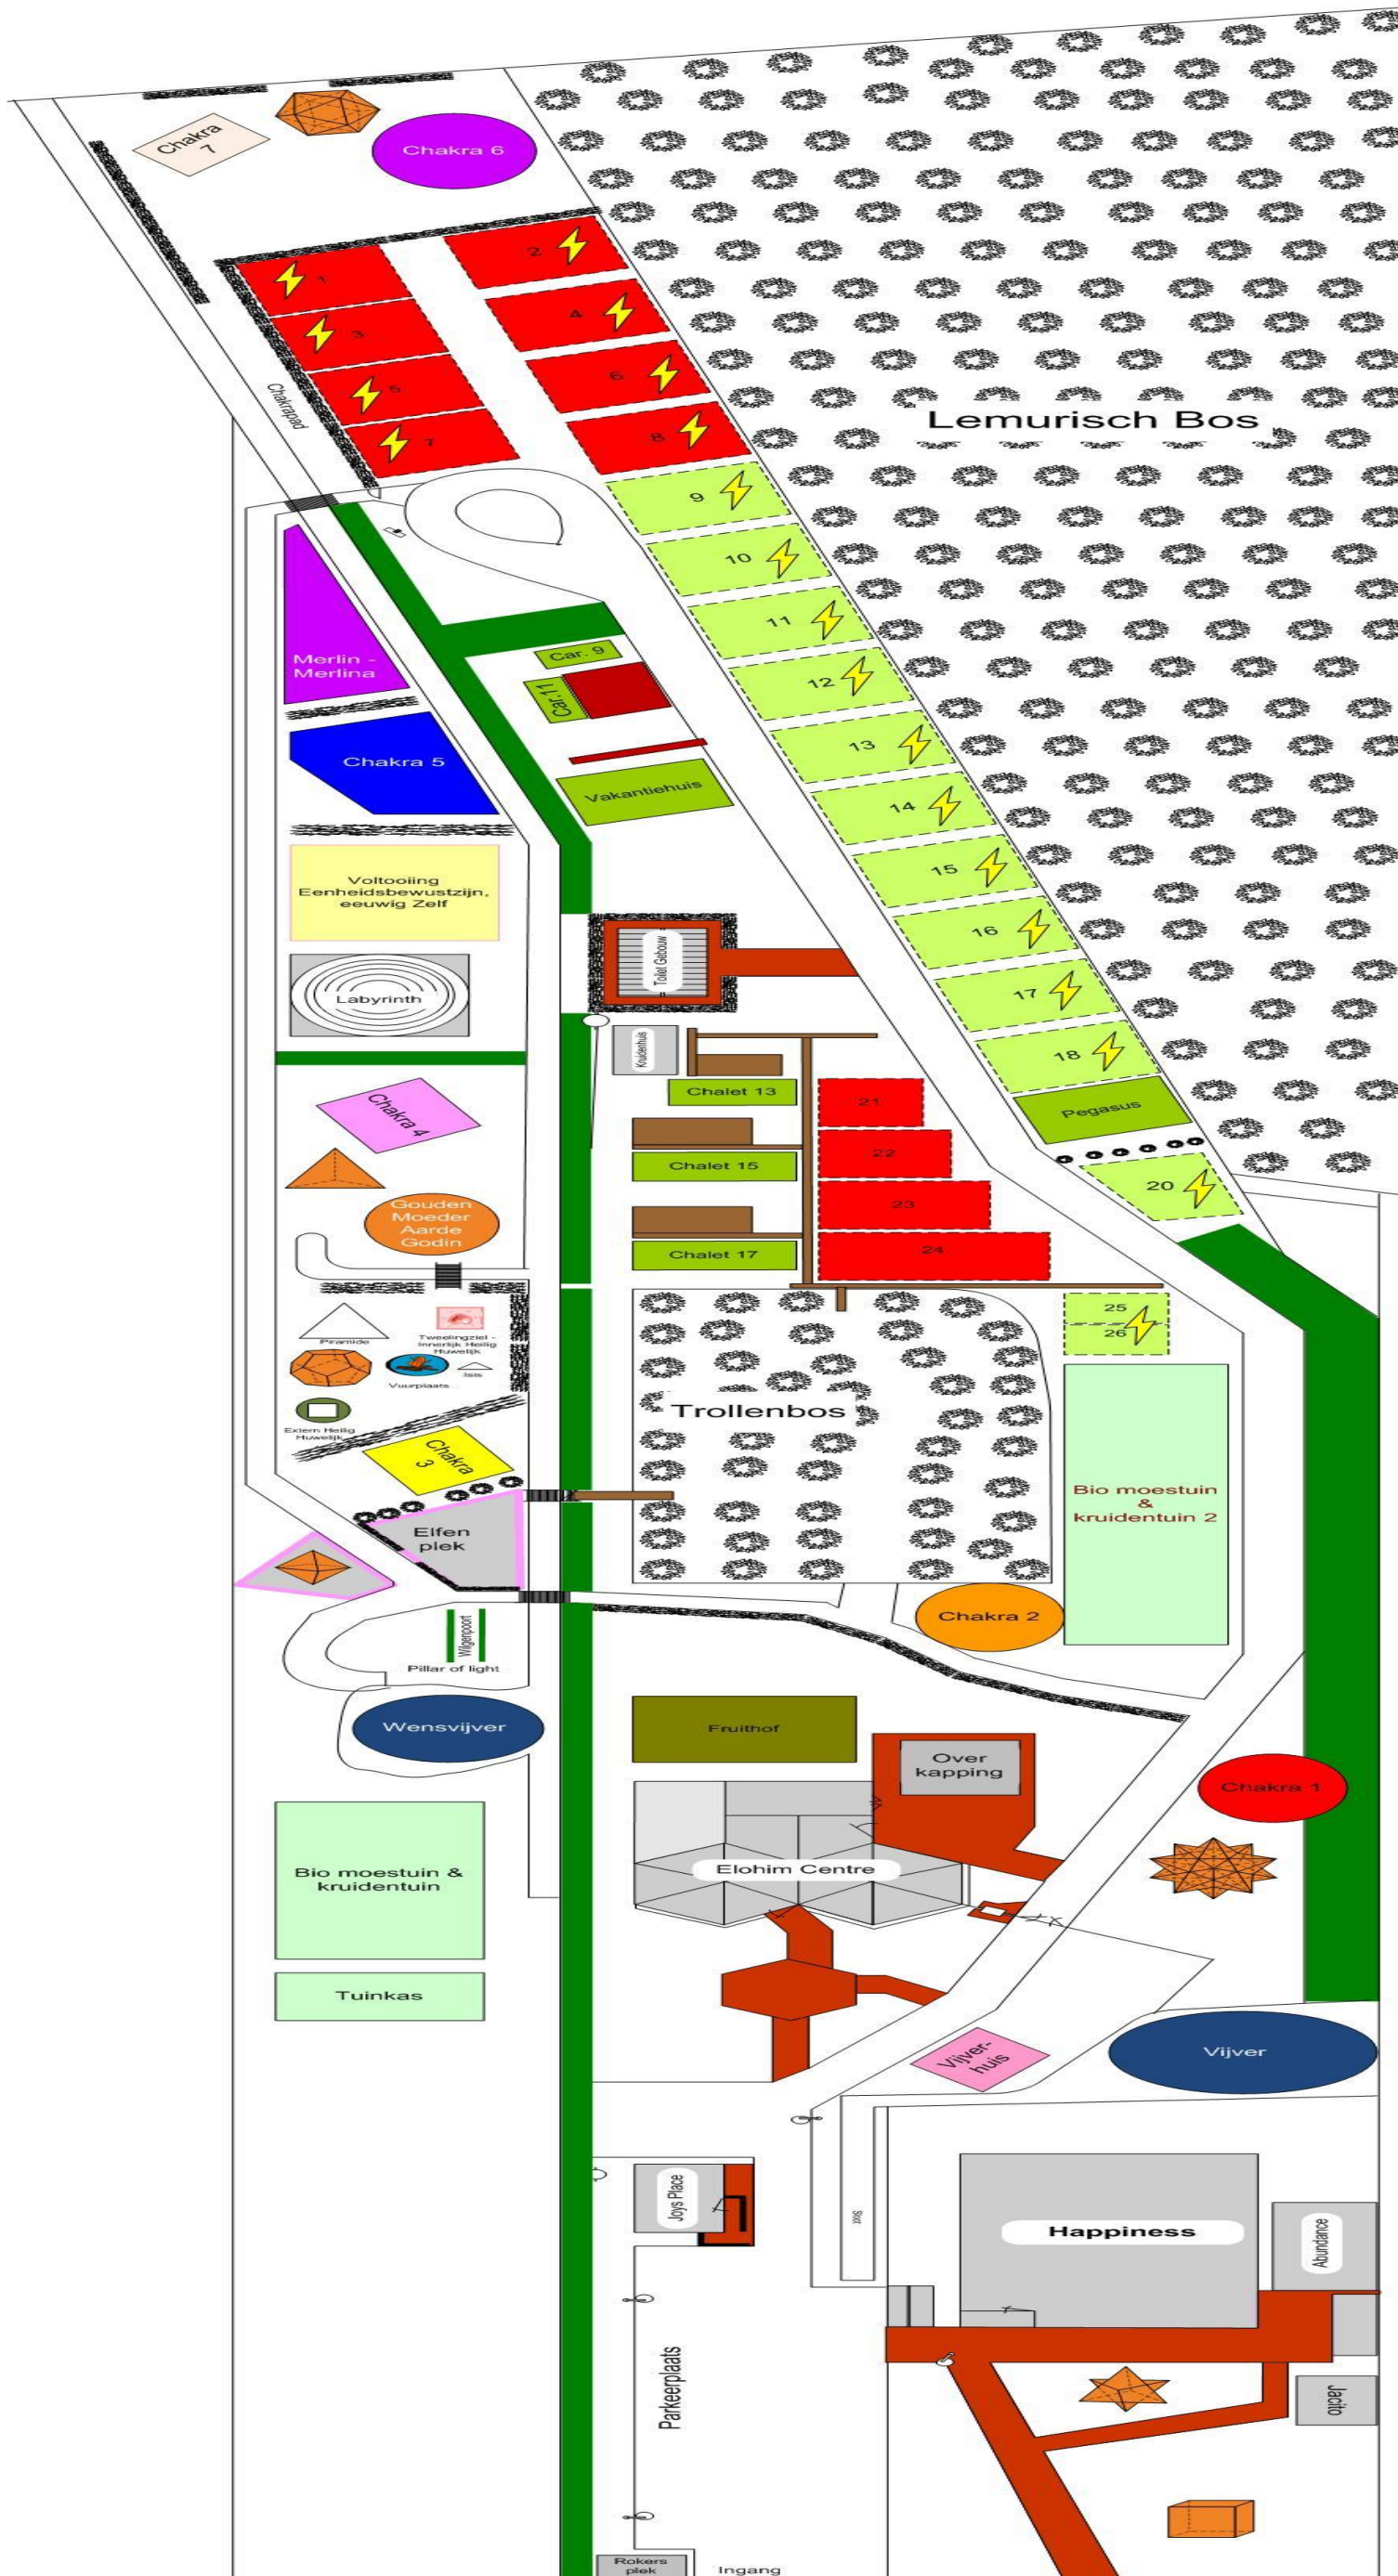 Chakra
7
Chakra 6
1
2
3
4
5
6
7
8
Chakrapad
Lemurisch Bos
9
10
11
12
13
14
15
16
17
18
Pegasus
20
Merlin -
Merlina
Car. 9
Car.11
Chakra 5
Vakantiehuis
Voltooiing
Eenheidsbewustzijn,
eeuwig Zelf
Toilet Gebouw
Labyrinth
Kruidenhuis
Chalet 13
21
Chakra 4
22
Chalet 15
23
Gouden
Moeder
Aarde
Godin
Chalet 17
24
25
26
Piramide
Tweelingziel -
Innerlijk Heilig
Huwelijk
Isis
Vuurplaats
Extern Heilig
Huwelijk
Trollenbos
Chakra
3
Bio moestuin
&
kruidentuin 2
Elfen
plek
Chakra 2
Wilgenpoort
Pillar of light
Wensvijver
Fruithof
Over
kapping
Chakra 1
Elohim Centre
Bio moestuin &
kruidentuin
Tuinkas
Vijver-
huis
Vijver
Joys Place
Sloot
Happiness
Abundance
Parkeerplaats
Jacito
Rokers
plek
Ingang